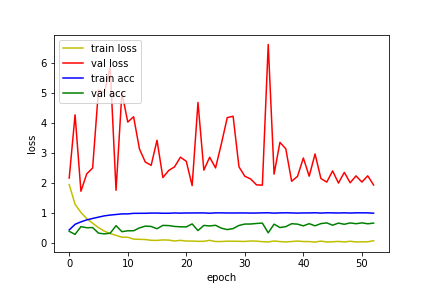 train loss
val loss
train acc
val acc
6
5
4
3
2
1
0
loss
0 10 20 30 40 50
epoch